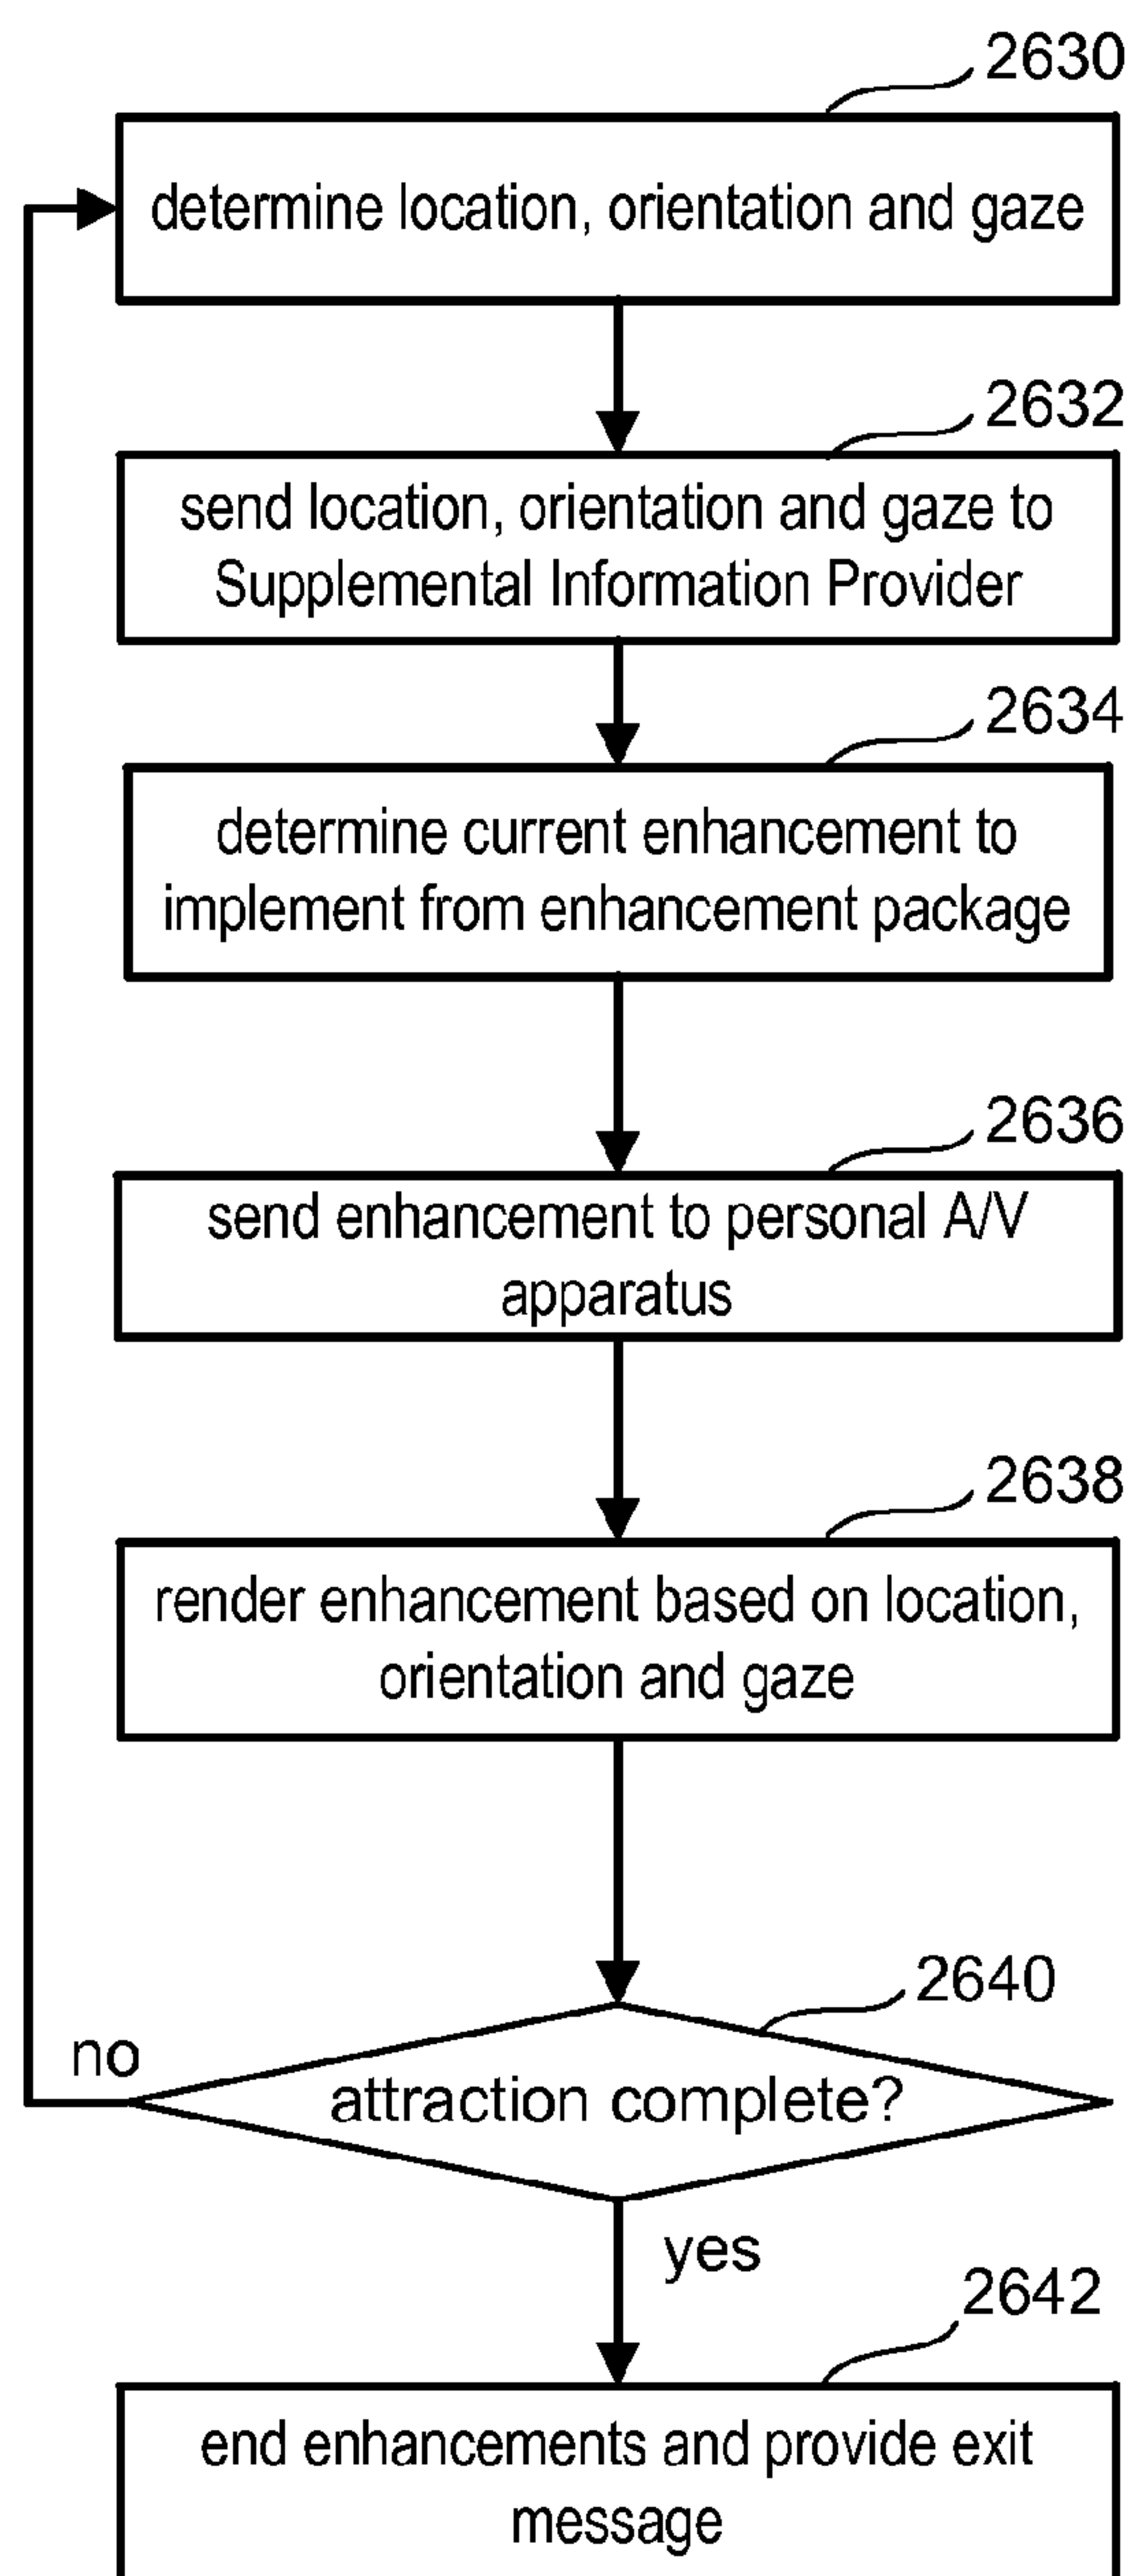 2630
determine location, orientation and gaze
2632
send location, orientation and gaze to
Supplemental Information Provider
2634
determine current enhancement to
implement from enhancement package
2636
send enhancement to personal A/V
apparatus
2638
render enhancement based on location,
orientation and gaze
2640
no
attraction complete?
yes
2642
end enhancements and provide exit
message